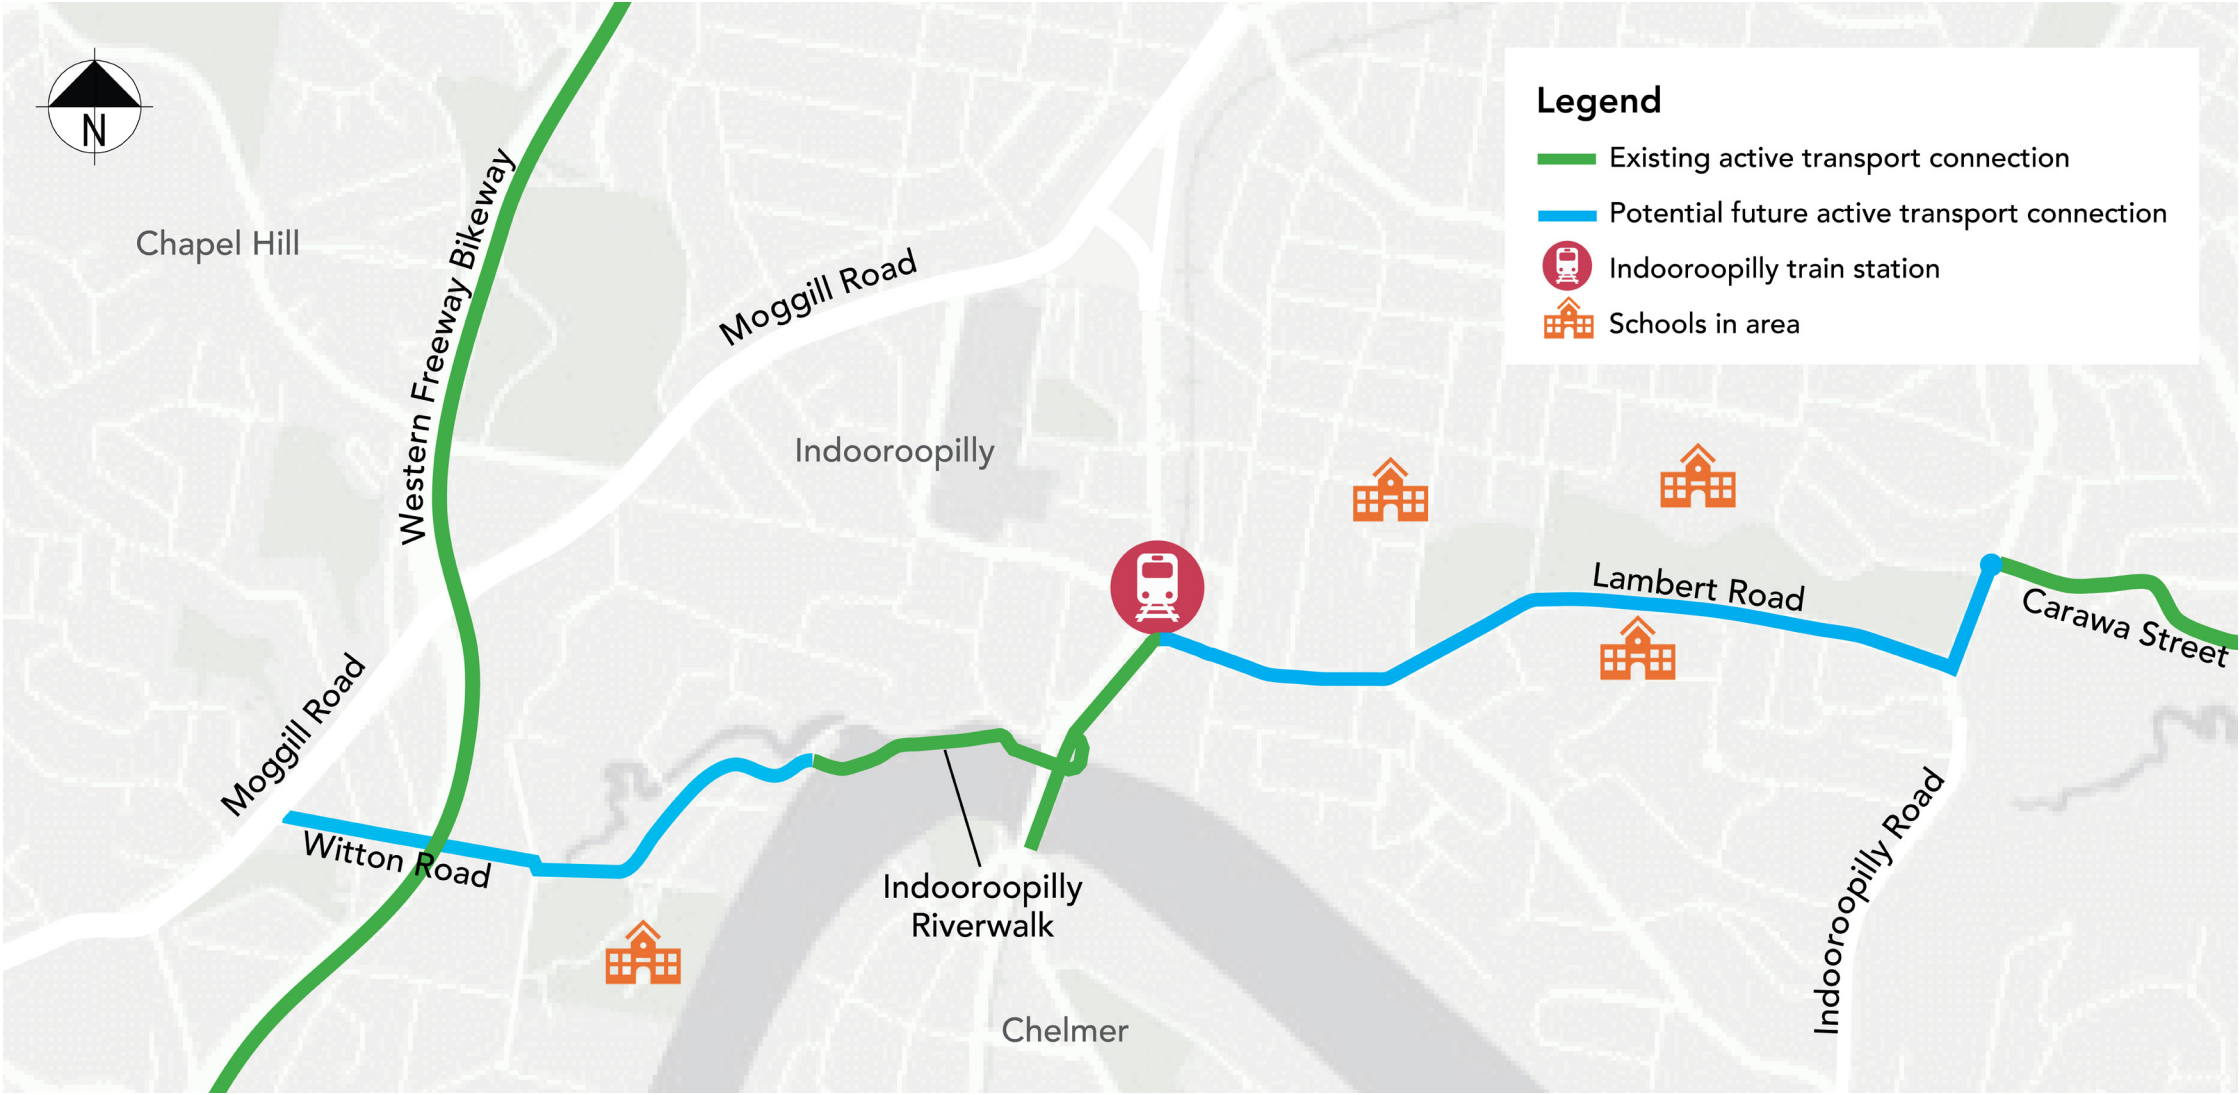 N
Legend
Existing active transport connection
Potential future active transport connection
Indooroopilly train station
Schools in area
Chapel Hill
Western Freeway Bikeway
Moggill Road
Indooroopilly
Lambert Road
Carawa Street
Moggill Road
Witton Road
Indooroopilly
Riverwalk
Indooroopilly Road
Chelmer